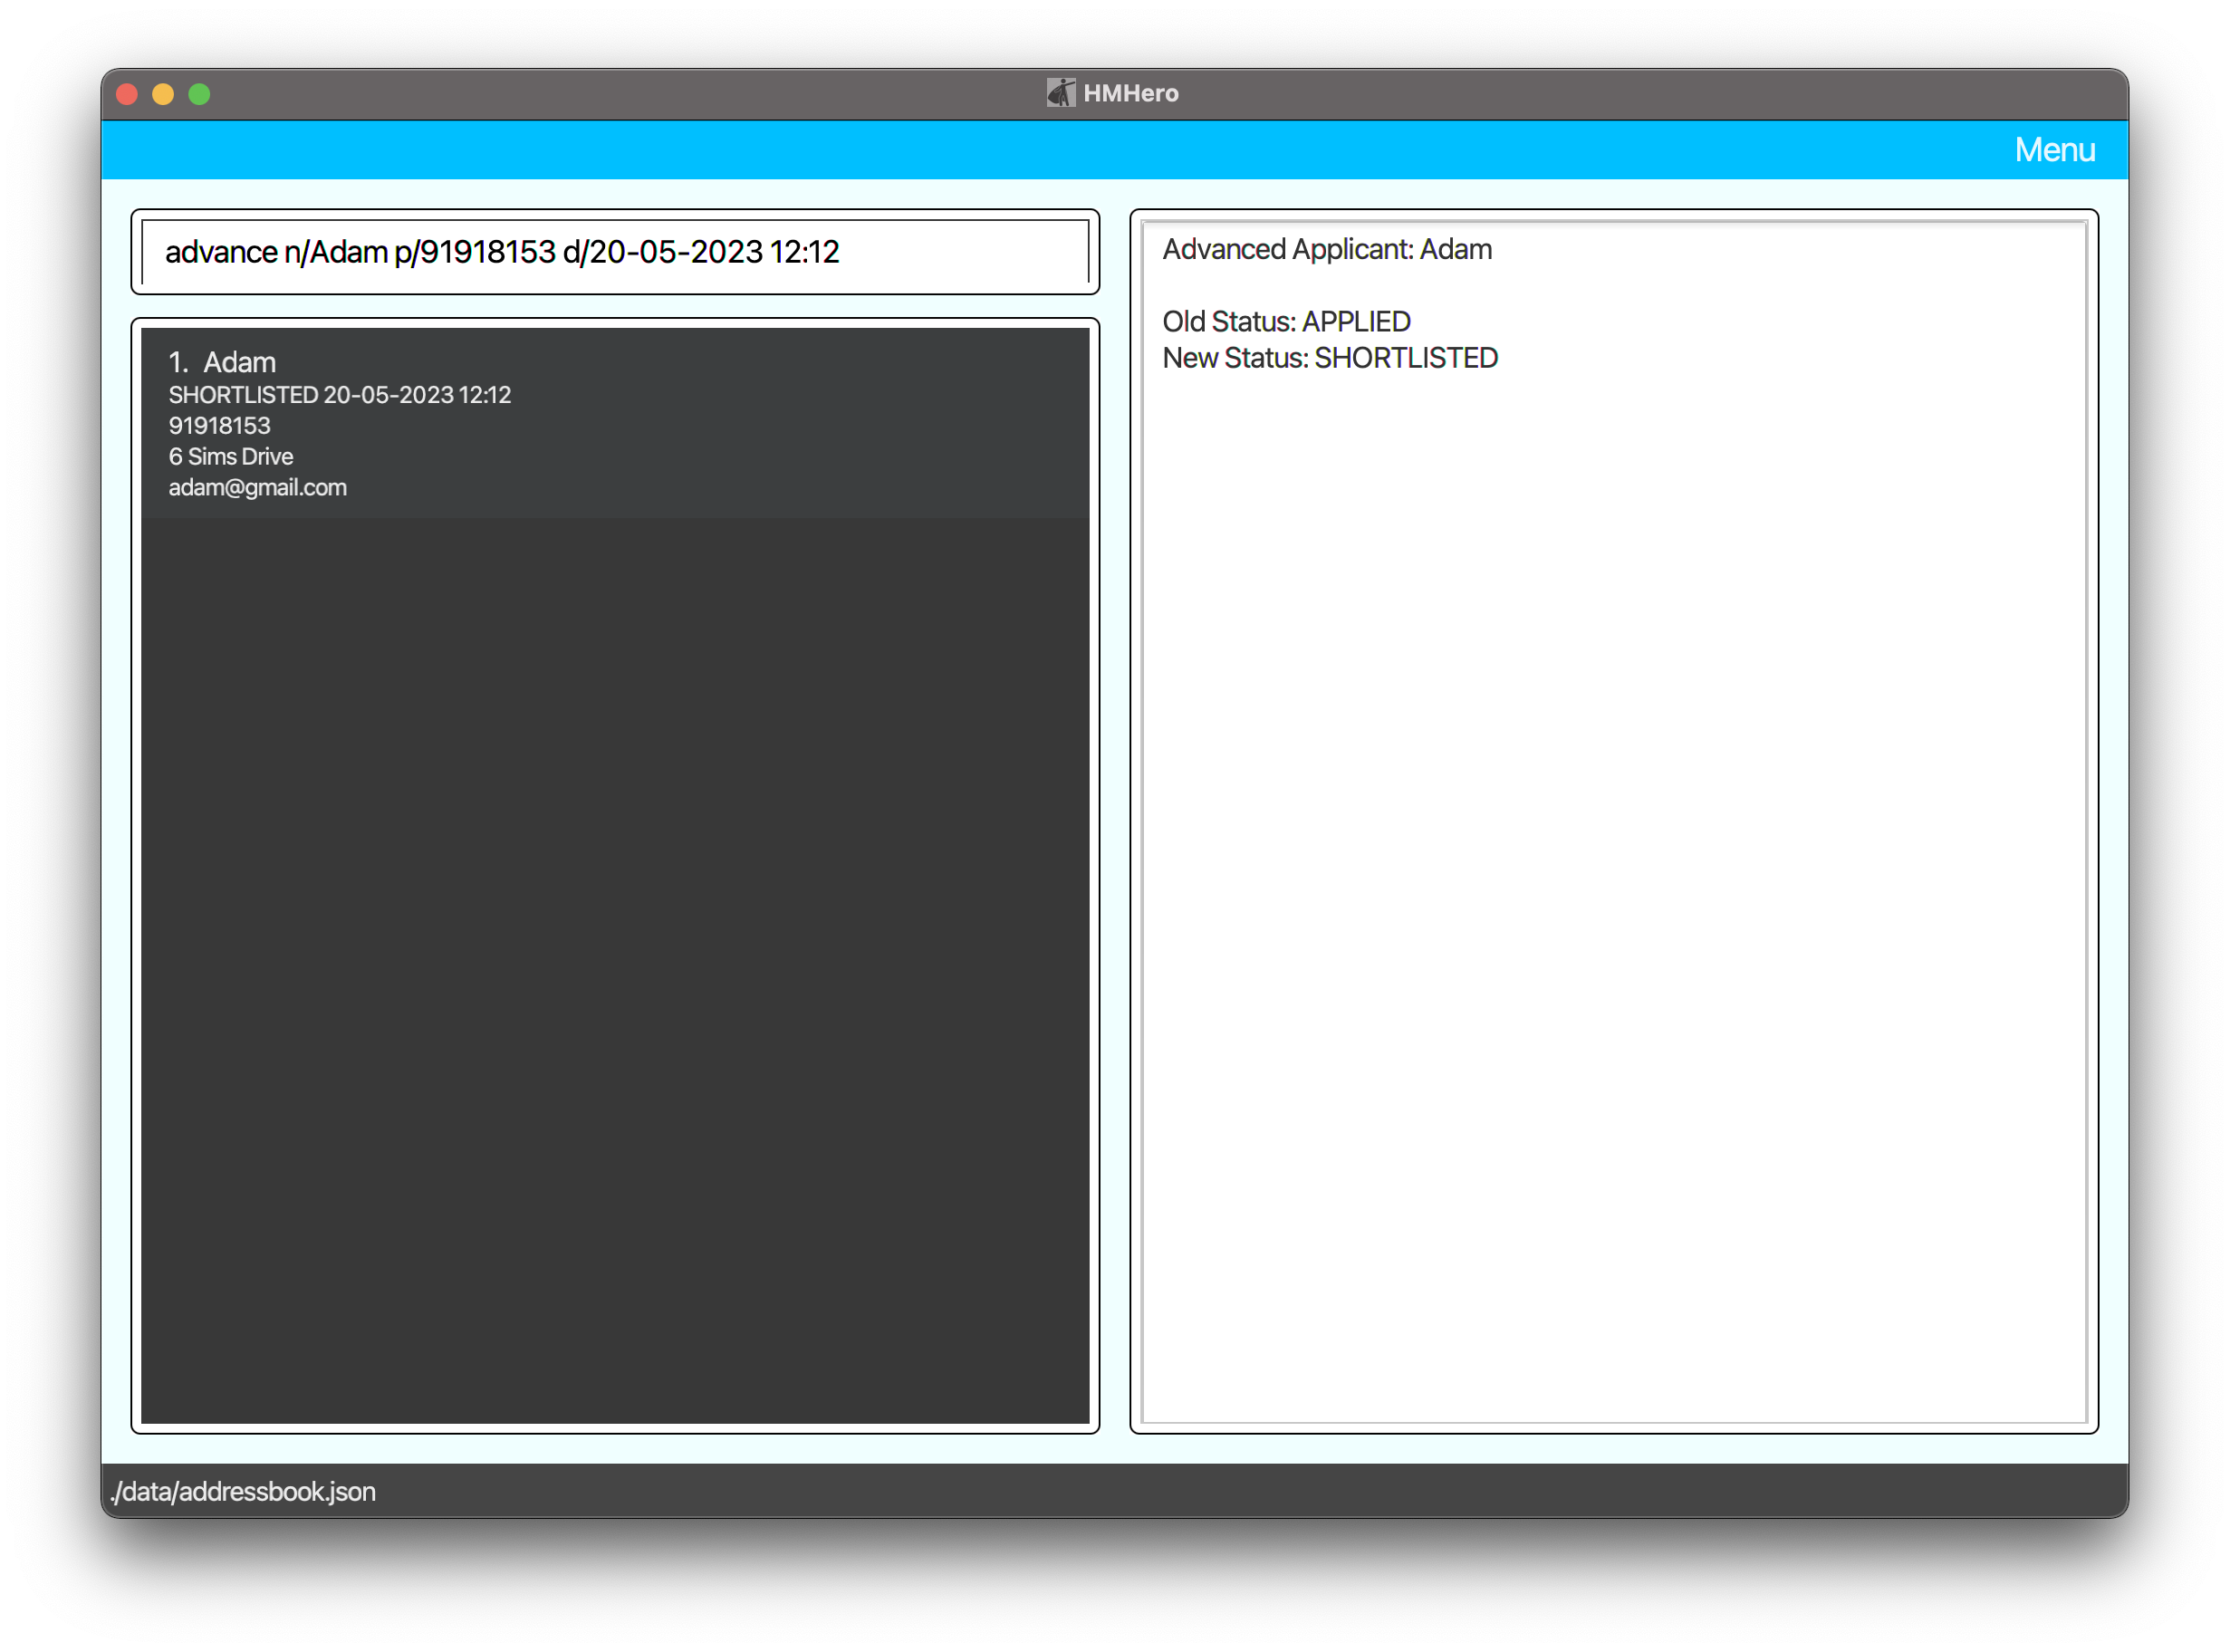 HMHero
Menu
advance n/Adam p/91918153 d/20-05-2023 12:12
1. Adam
SHORTLISTED 20-05-2023 12:12
91918153
6 Sims Drive
adam@gmail.com
Advanced Applicant: Adam
Old Status: APPLIED
New Status: SHORTLISTED
./data/addressbook.json